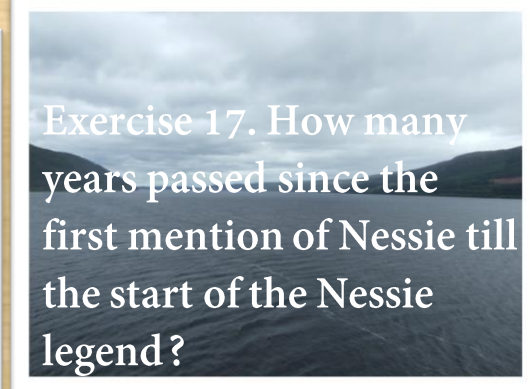 Exercise 17. How many
years passed since the
first mention of Nessie till
the start of the Nessie
legend?